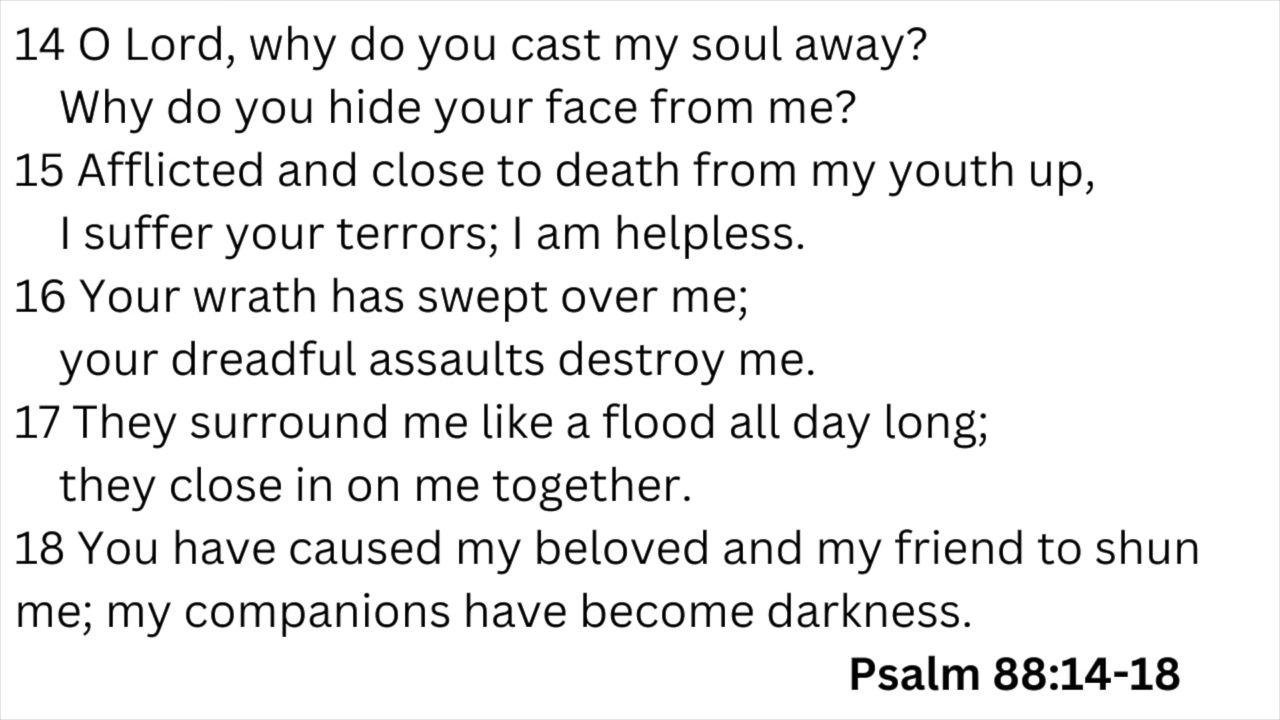 14 O Lord, why do you cast my soul away?
Why do you hide your face from me?
15 Afflicted and close to death from my youth up,
I suffer your terrors; I am helpless.
16 Your wrath has swept over me;
your dreadful assaults destroy me.
17 They surround me like a flood all day long;
they close in on me together.
18 You have caused my beloved and my friend to shun
me; my companions have become darkness.
Psalm 88:14-18